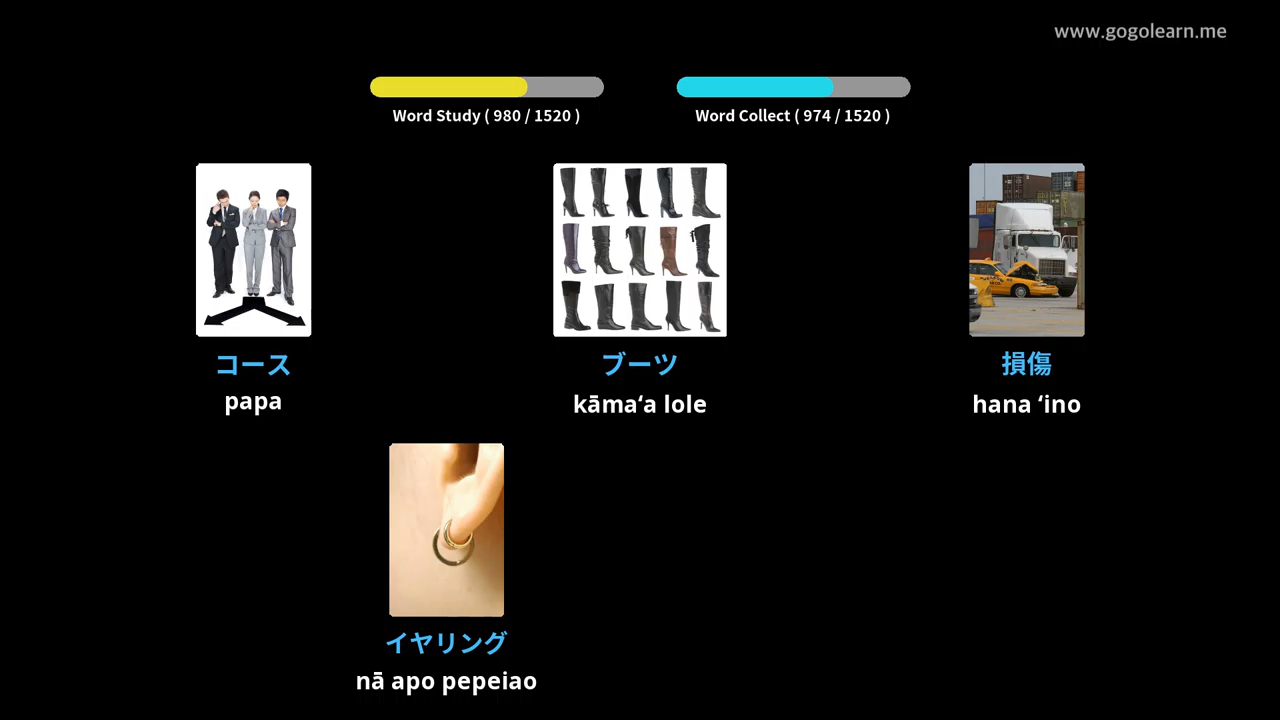 www.gogolearn.me
Word Study ( 980 / 1520 )
Word Collect ( 974 / 1520 )
コース
papa
ブーツ
kāmaʻa lole
損傷
hana ʻino
イヤリング
nā apo pepeiao